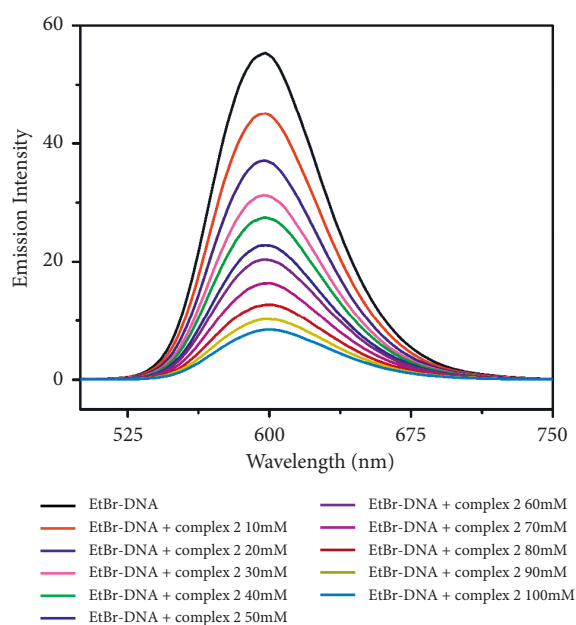 60
40
20
0
Emission Intensity
525
600
675
750
Wavelength (nm)
EtBr-DNA
EtBr-DNA + complex 2 10mM
EtBr-DNA + complex 2 20mM
EtBr-DNA + complex 2 30mM
EtBr-DNA + complex 2 40mM
EtBr-DNA + complex 2 50mM
EtBr-DNA + complex 2 60mM
EtBr-DNA + complex 2 70mM
EtBr-DNA + complex 2 80mM
EtBr-DNA + complex 2 90mM
EtBr-DNA + complex 2 100mM